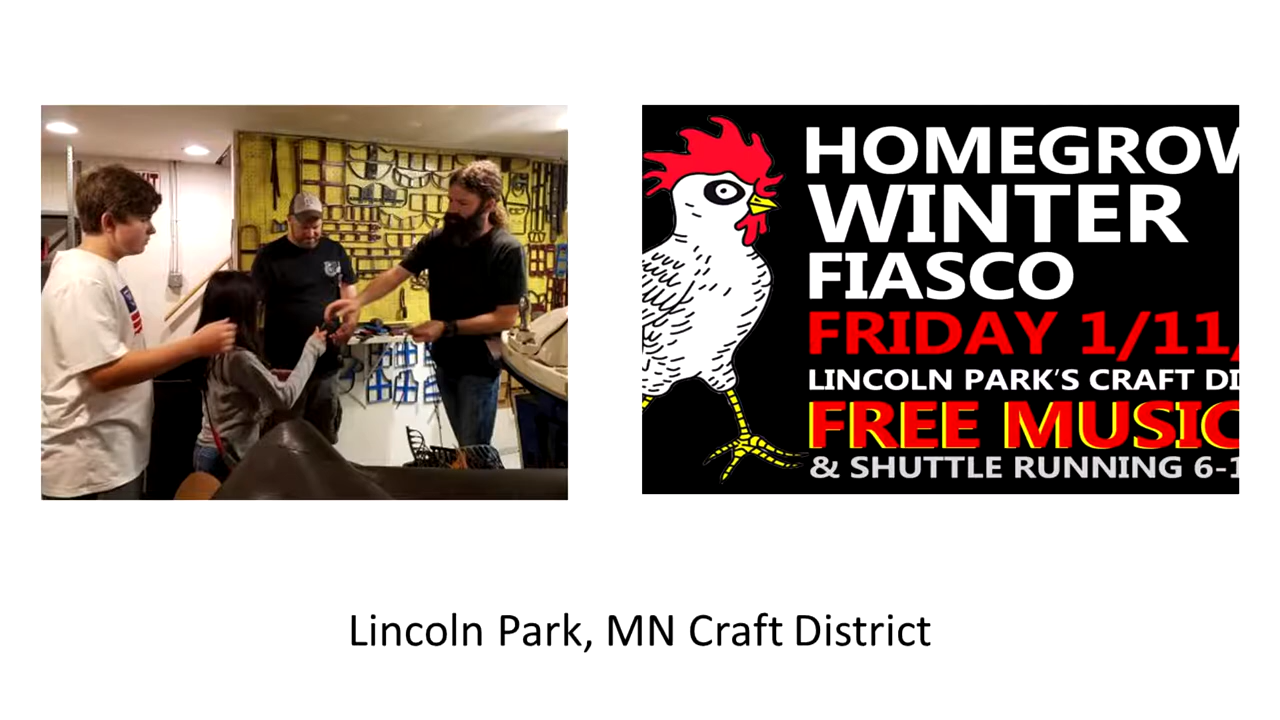 HOMEGROW
WINTER
FIASCO
FRIDAY 1/11/
LINCOLN PARK'S CRAFT DI
FREE MUSIC
& SHUTTLE RUNNING 6-1
Lincoln Park, MN Craft District